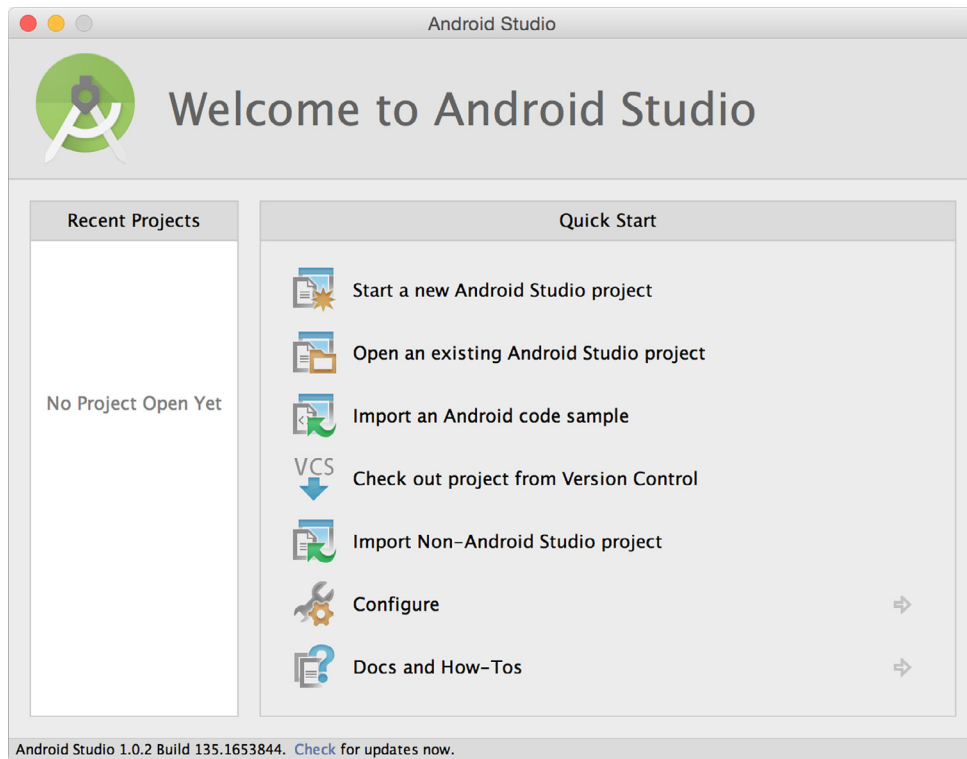 Android Studio
Welcome to Android Studio
Recent Projects
No Project Open Yet
Quick Start
Start a new Android Studio project
Open an existing Android Studio project
Import an Android code sample
VCS
Check out project from Version Control
Import Non-Android Studio project
Configure
Docs and How-Tos
Android Studio 1.0.2 Build 135.1653844. Check for updates now.